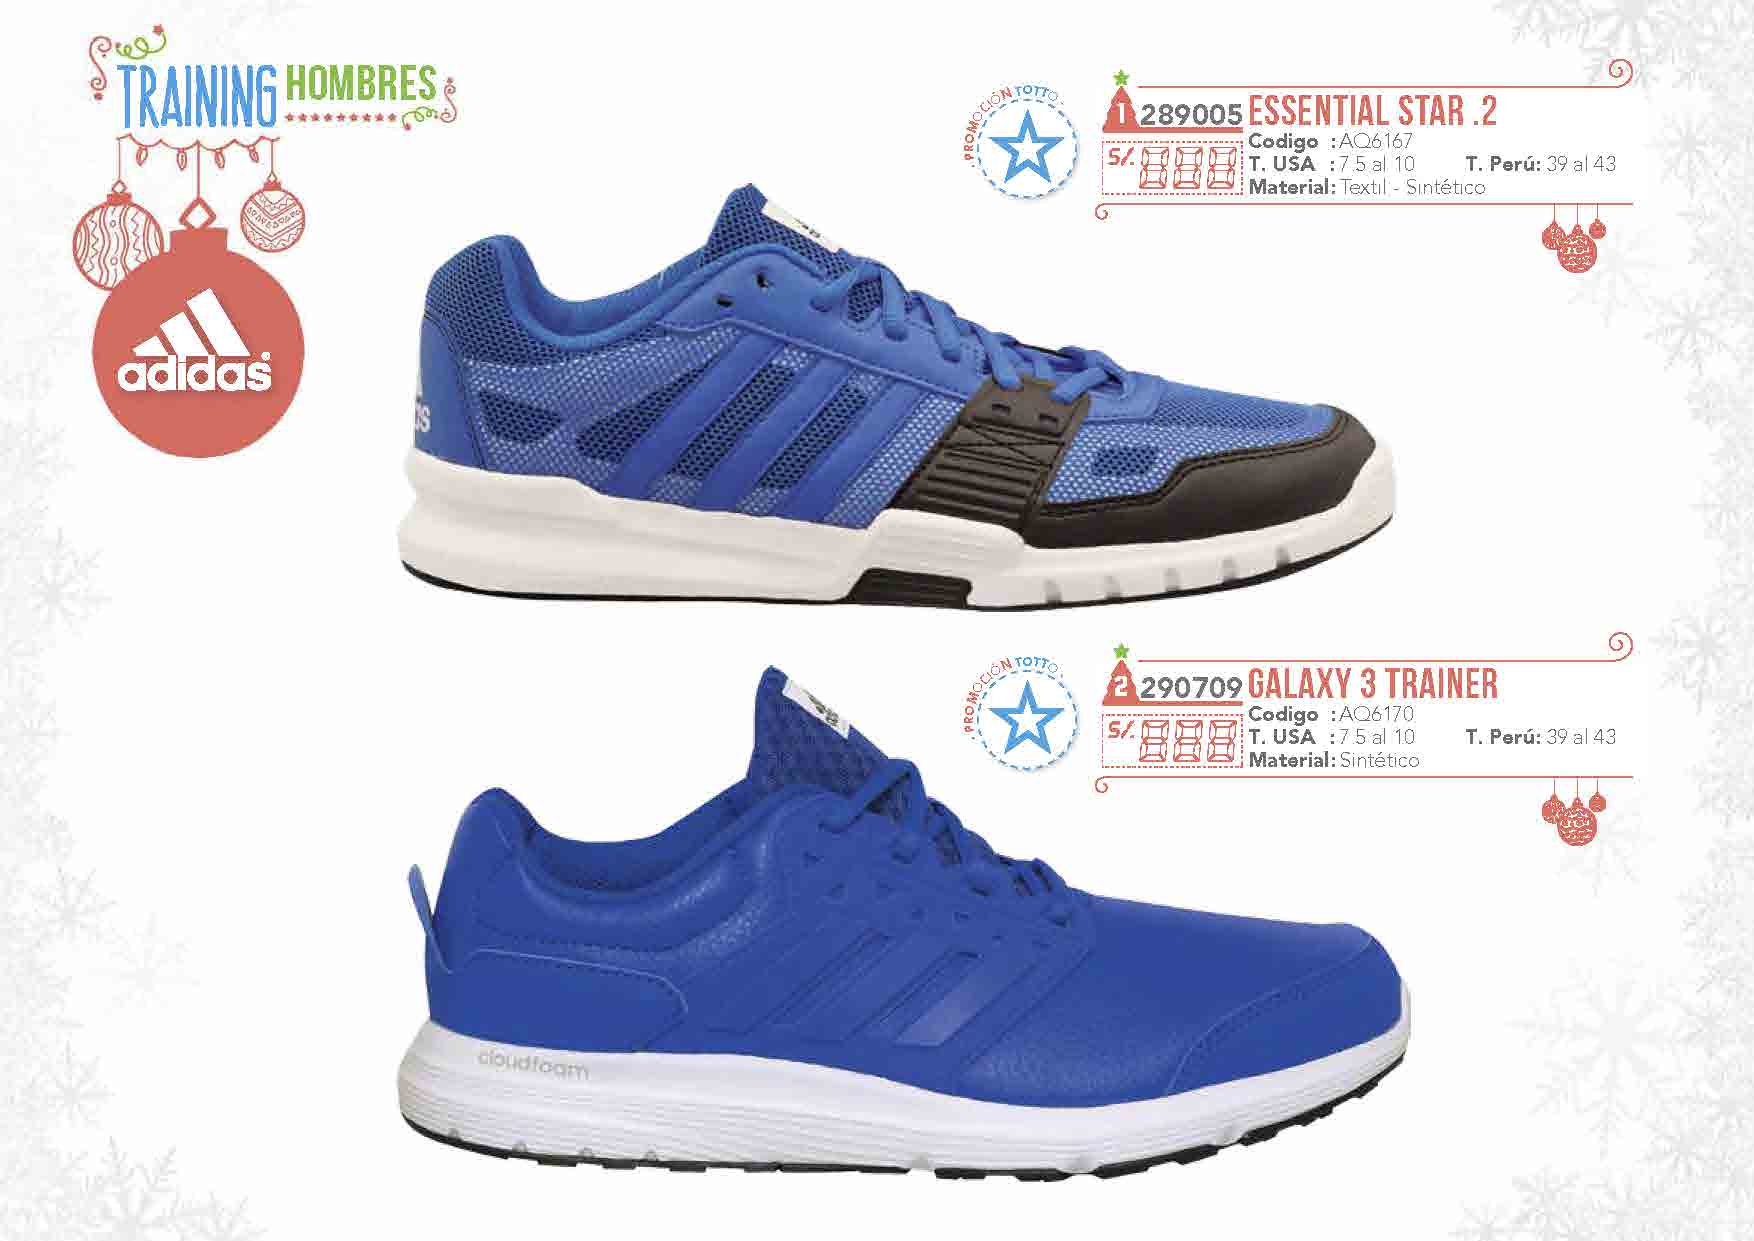 TRAINING HOMBRES
adidas
PROMOCIÓN TOTTO
1 289005 ESSENTIAL STAR .2
Codigo : AQ6167
S/. 888
T. USA : 7.5 al 10 T. Perú: 39 al 43
Material: Textil - Sintético
PROMOCIÓN TOTTO
2 290709 GALAXY 3 TRAINER
Codigo : AQ6170
S/. 888
T. USA : 7.5 al 10 T. Perú: 39 al 43
Material: Sintético
cloudfoam